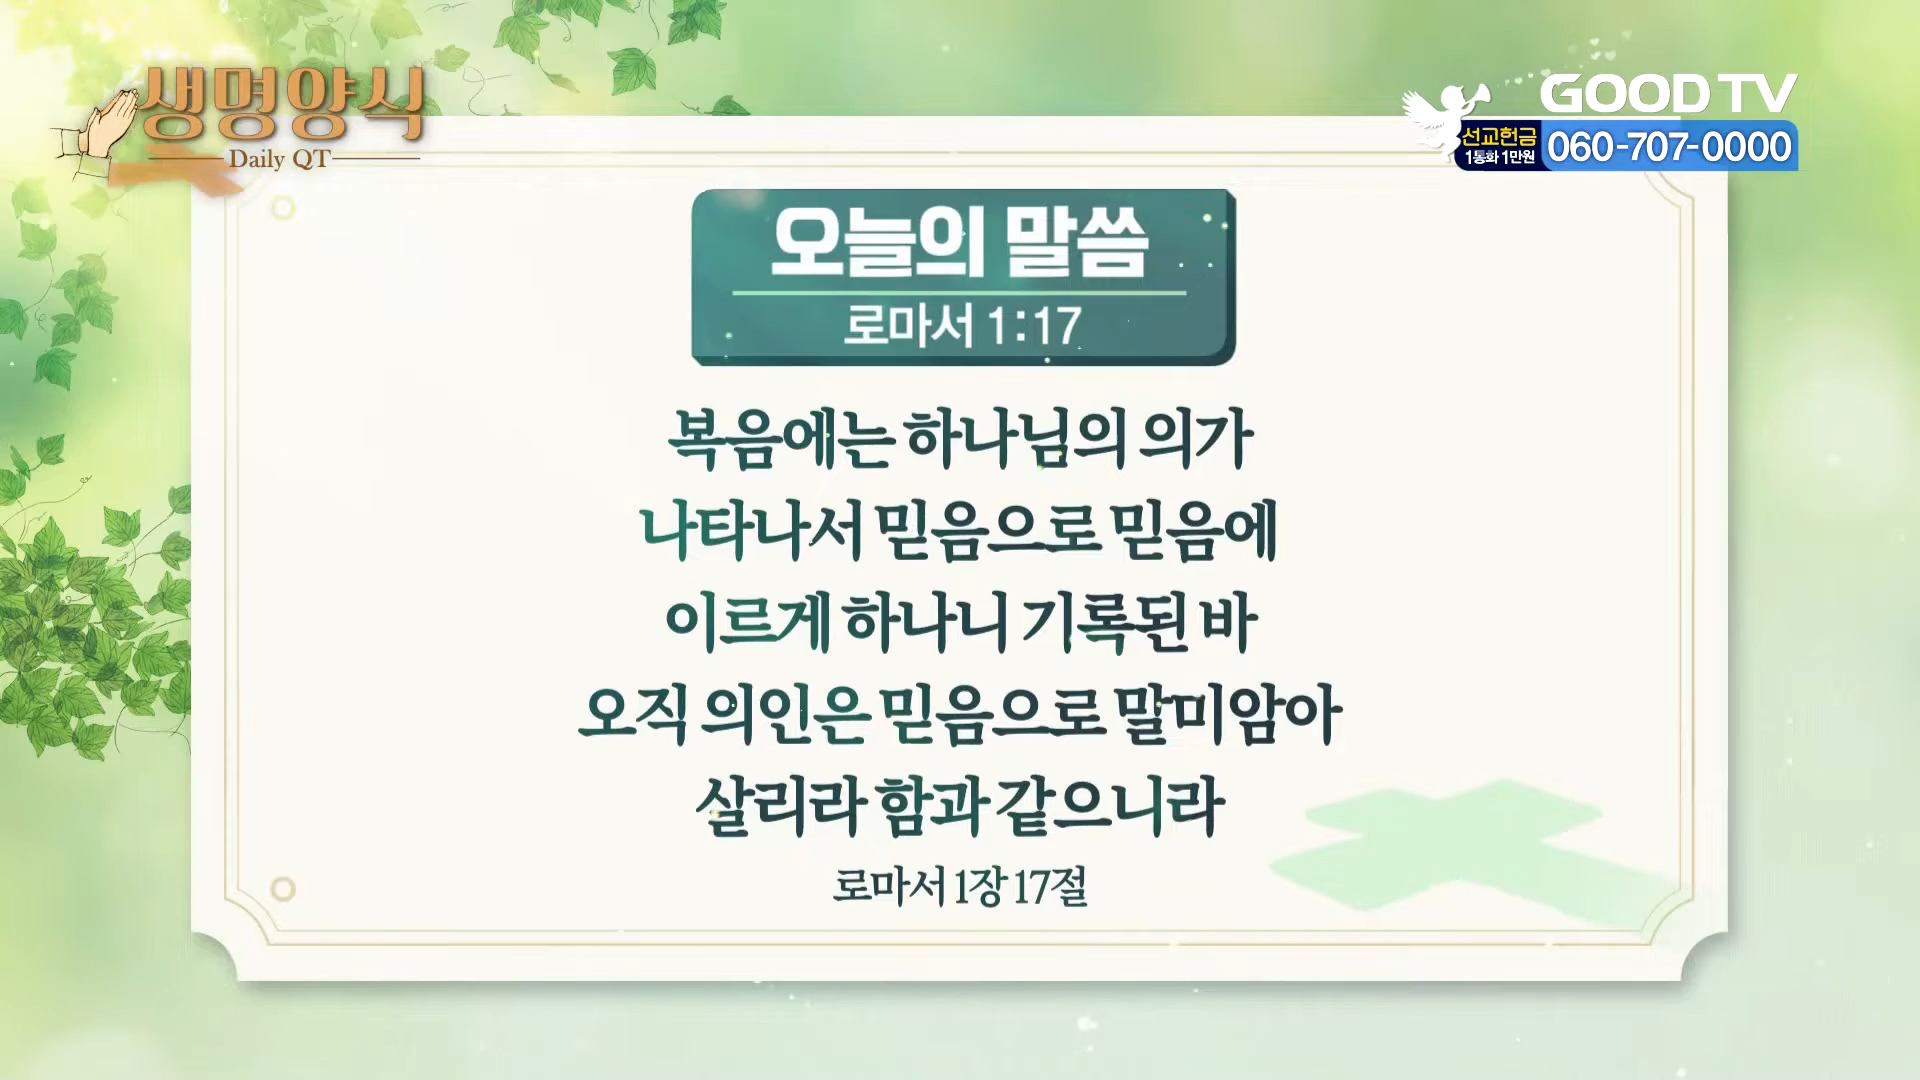 생명양식
Daily QT
GOOD TV
선교헌금
1통화 1만원
060-707-0000
오늘의 말씀
로마서 1:17
복음에는 하나님의 의가
나타나서 믿음으로 믿음에
이르게 하나니 기록된 바
오직 의인은 믿음으로 말미암아
살리라 함과 같으니라
로마서 1장 17절